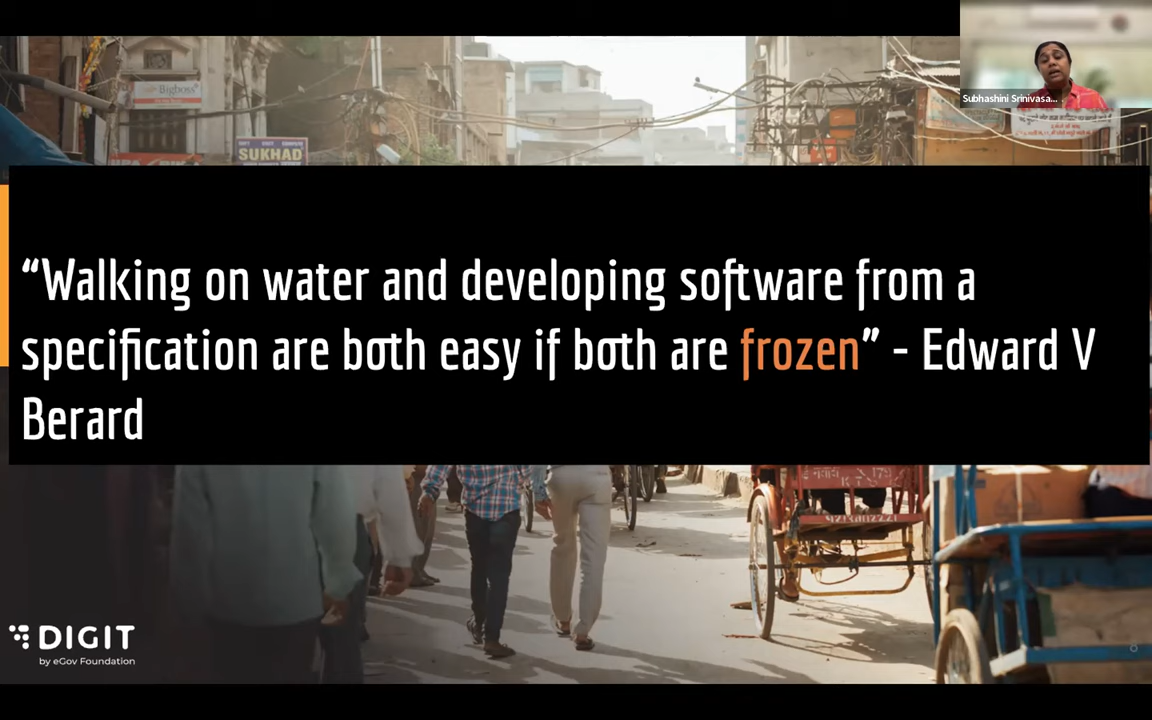 Bigboss
SUKHAD
Subhashini Srinivasa...
“Walking on water and developing software from a
specification are both easy if both are frozen” - Edward V
Berard
DIGIT
by eGov Foundation